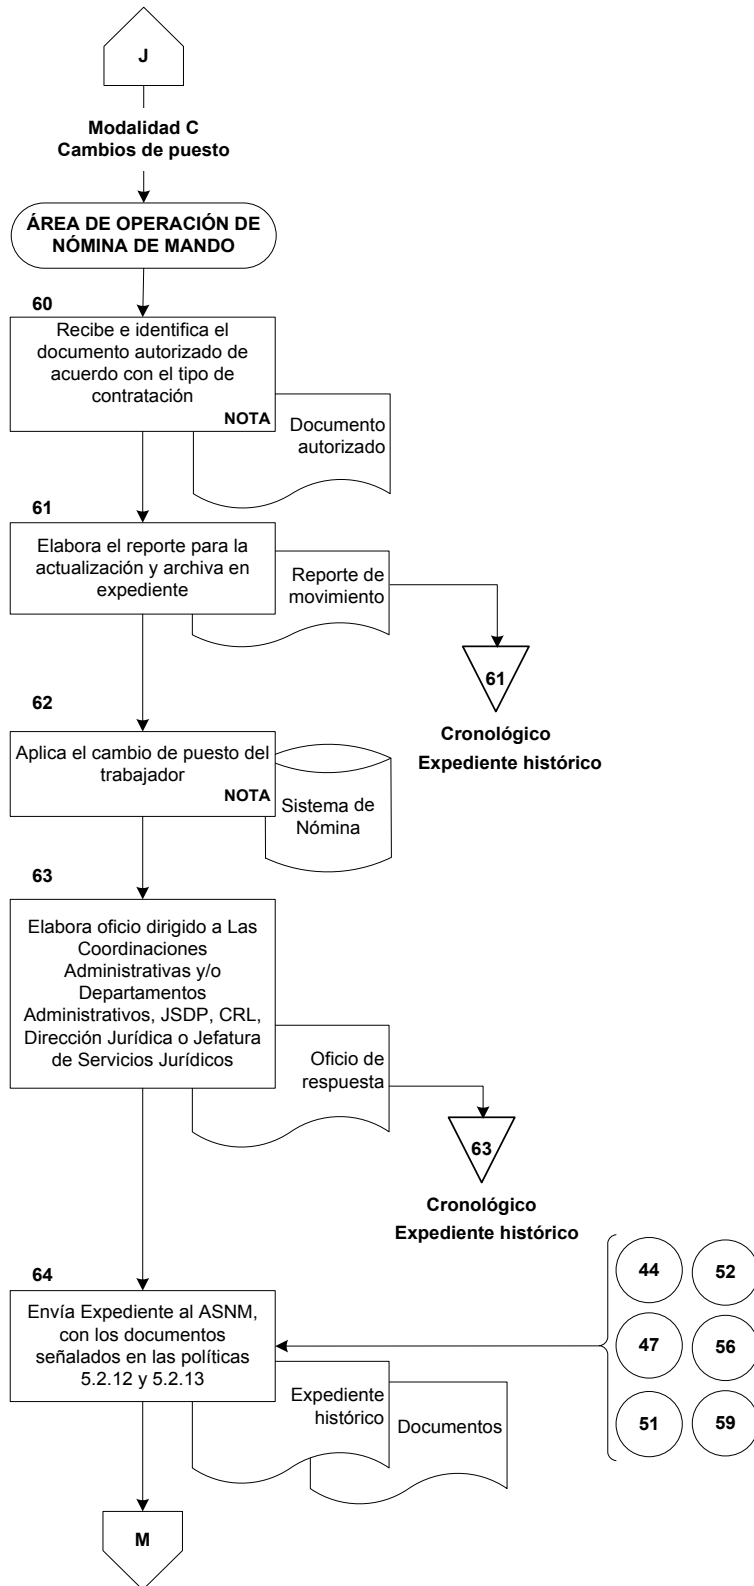 J
Modalidad C
Cambios de puesto
ÁREA DE OPERACIÓN DE
NÓMINA DE MANDO
60
Recibe e identifica el
documento autorizado de
acuerdo con el tipo de
contratación
NOTA
Documento
autorizado
61
Elabora el reporte para la
actualización y archiva en
expediente
Reporte de
movimiento
61
Cronológico
Expediente histórico
62
Aplica el cambio de puesto del
trabajador
NOTA
Sistema de
Nómina
63
Elabora oficio dirigido a Las
Coordinaciones
Administrativas y/o
Departamentos
Administrativos, JSDP, CRL,
Dirección Jurídica o Jefatura
de Servicios Jurídicos
Oficio de
respuesta
63
Cronológico
Expediente histórico
64
Envía Expediente al ASNM,
con los documentos
señalados en las políticas
5.2.12 y 5.2.13
Expediente
histórico
Documentos
44
52
47
56
51
59
M